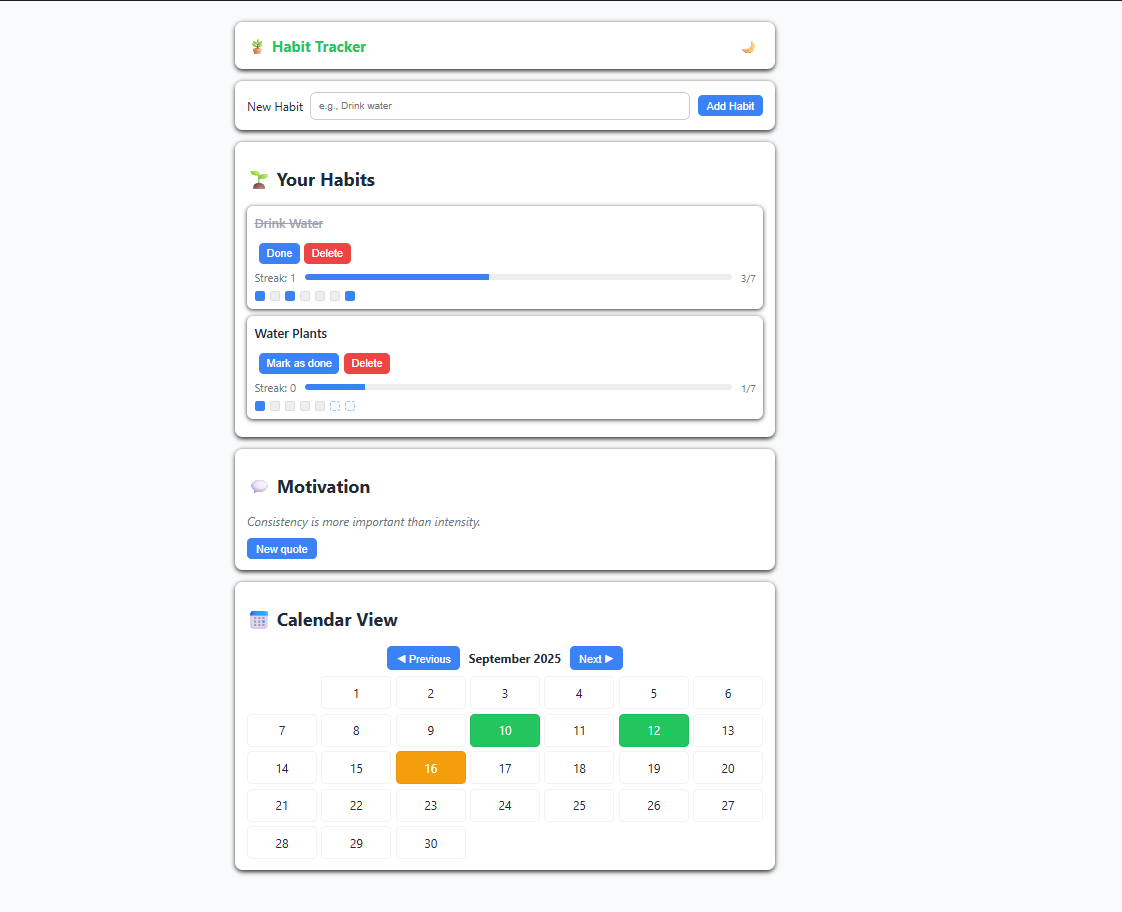 Habit Tracker
New Habit e.g., Drink water Add Habit
Your Habits
Drink Water
Done Delete
Streak: 1 3/7
Water Plants
Mark as done Delete
Streak: 0 1/7
Motivation
Consistency is more important than intensity.
New quote
Calendar View
◀ Previous September 2025 Next ▶
1 2 3 4 5 6
7 8 9 10 11 12 13
14 15 16 17 18 19 20
21 22 23 24 25 26 27
28 29 30